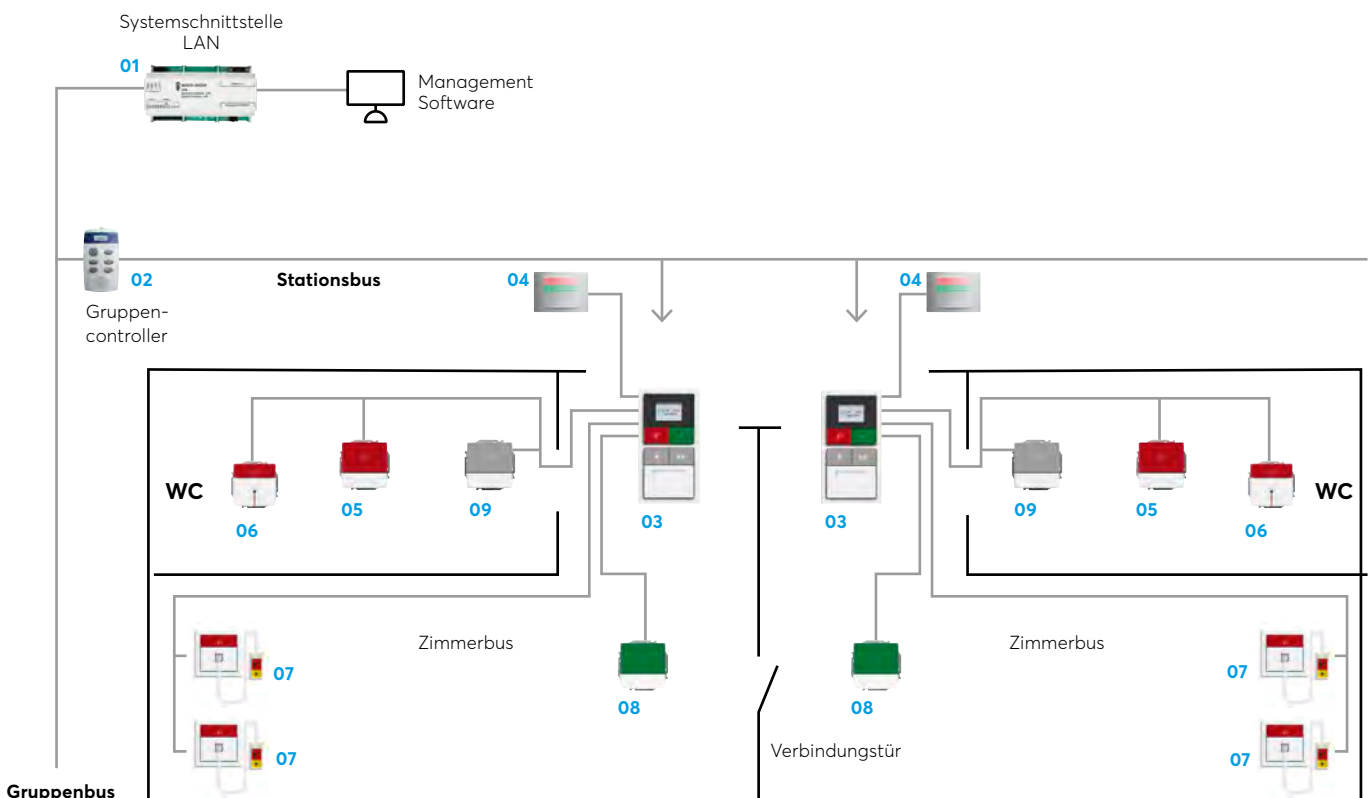 Systemschnittstelle
LAN
01
Management
Software
02
Stationsbus
04
04
Gruppen-
controller
WC
06
05
09
03
03
09
05
06
WC
Zimmerbus
Zimmerbus
07
08
08
07
07
Verbindungstür
07
Gruppenbus